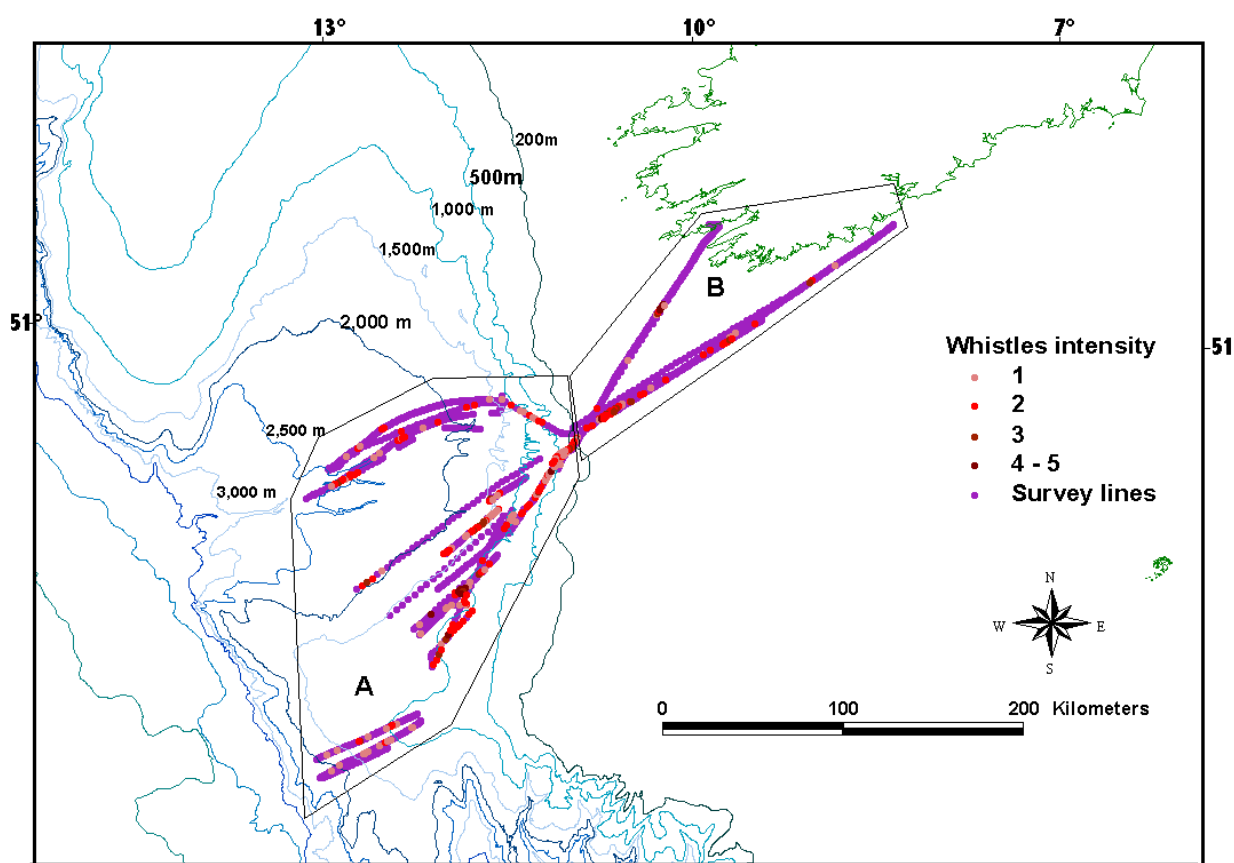 13° 10° 7°
200m
500m
1,000 m
1,500m
B
51°
2,000 m
51
Whistles intensity
1
2
3
4 - 5
Survey lines
2,500 m
3,000 m
N
W E
S
A
0 100 200 Kilometers